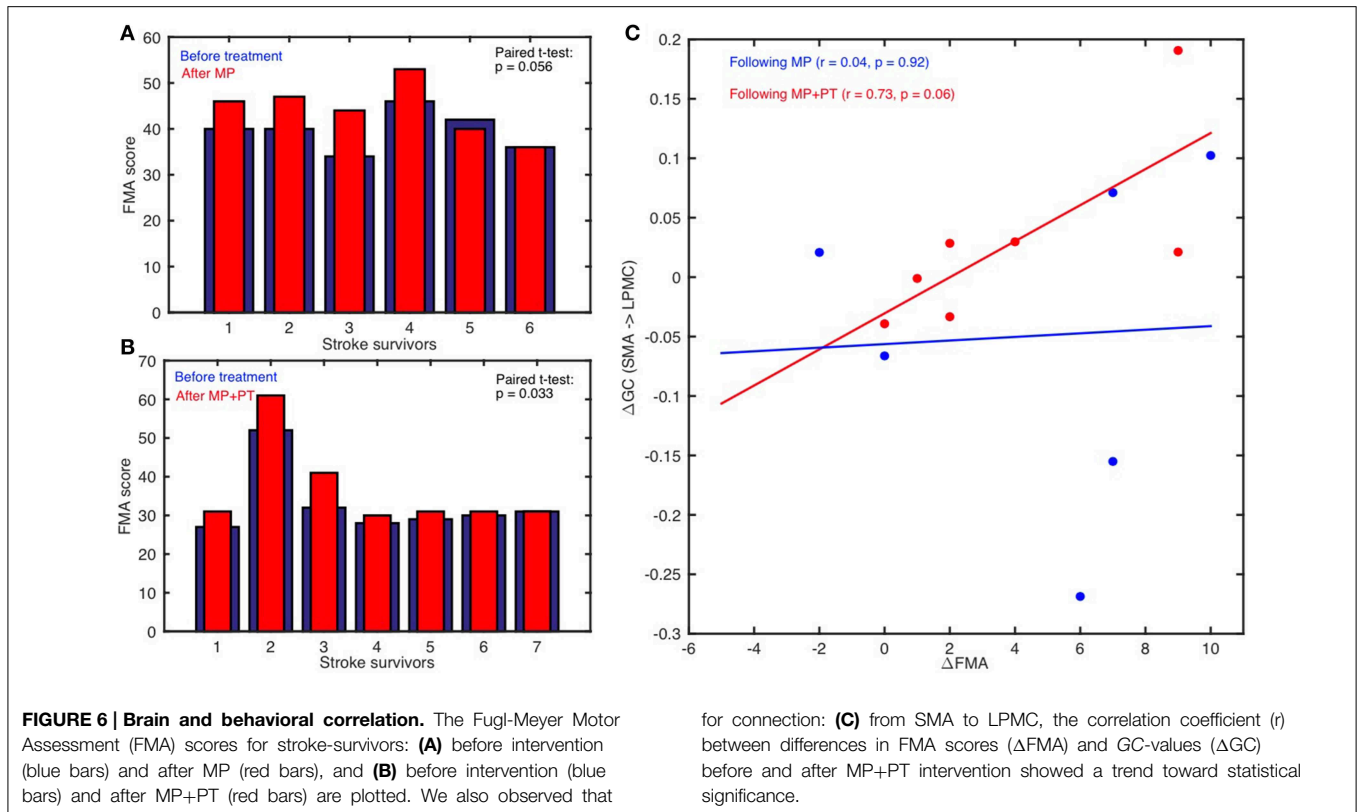 A
60
50
40
30
20
10
0
FMA score
Before treatment
After MP
Paired t-test:
p = 0.056
1 2 3 4 5 6
Stroke survivors
B
70
60
50
40
30
20
10
0
FMA score
Before treatment
After MP+PT
Paired t-test:
p = 0.033
1 2 3 4 5 6 7
Stroke survivors
C
0.2
0.15
0.1
0.05
0
-0.05
-0.1
-0.15
-0.2
-0.25
-0.3
ΔGC (SMA -> LPMC)
Following MP (r = 0.04, p = 0.92)
Following MP+PT (r = 0.73, p = 0.06)
-6 -4 -2 0 2 4 6 8 10
ΔFMA
FIGURE 6 | Brain and behavioral correlation. The Fugl-Meyer Motor
Assessment (FMA) scores for stroke-survivors: (A) before intervention
(blue bars) and after MP (red bars), and (B) before intervention (blue
bars) and after MP+PT (red bars) are plotted. We also observed that
for connection: (C) from SMA to LPMC, the correlation coefficient (r)
between differences in FMA scores (ΔFMA) and GC-values (ΔGC)
before and after MP+PT intervention showed a trend toward statistical
significance.